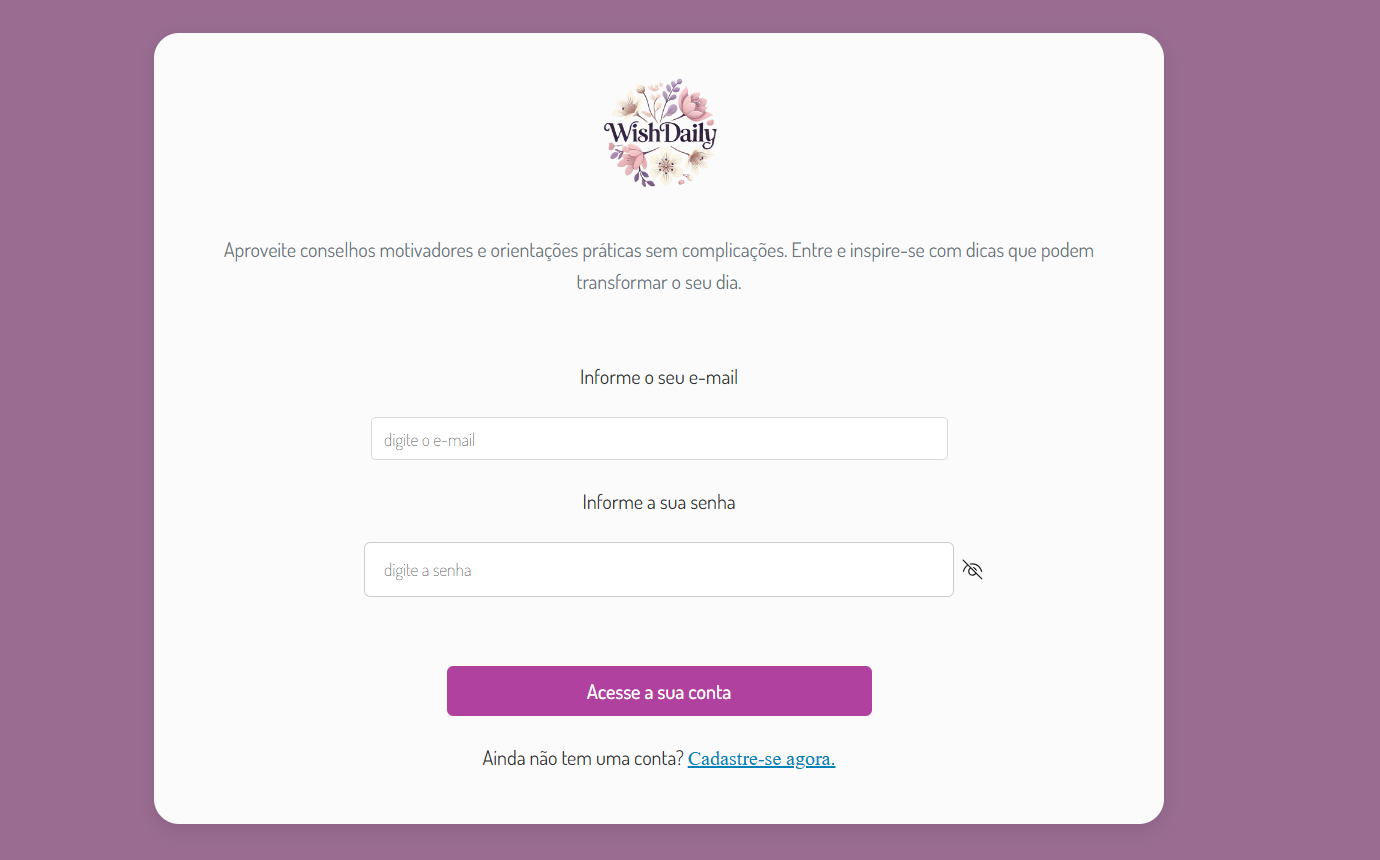 WishDaily
Aproveite conselhos motivadores e orientações práticas sem complicações. Entre e inspire-se com dicas que podem
transformar o seu dia.
Informe o seu e-mail
digite o e-mail
Informe a sua senha
digite a senha
Acesse a sua conta
Ainda não tem uma conta? Cadastre-se agora.